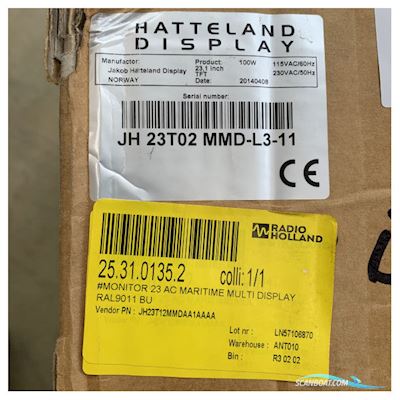 HATTELAND
DISPLAY
Manufactor: Product: 100W 115VAC/60Hz
Jakob Hatteland Display 23,1 inch TFT 230VAC/50Hz
NORWAY Date: 20140408
Serial number:
JH 23T02 MMD-L3-11
CE
RADIO
HOLLAND
25.31.0135.2 colli: 1/1
#MONITOR 23 AC MARITIME MULTI DISPLAY
RAL9011 BU
Vendor PN : JH23T12MMDAA1AAAA
Lot nr : LN57106870
Warehouse : ANT010
Bin : R3 02 02
SCANBOAT.COM